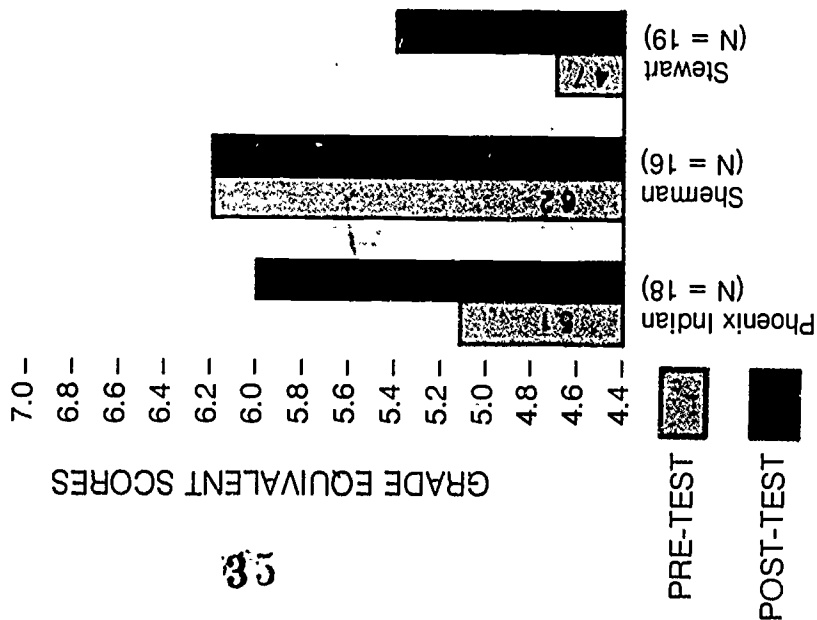 GRADE EQUIVALENT SCORES
7.0
6.8
6.6
6.4
6.2
6.0
5.8
5.6
5.4
5.2
5.0
4.8
4.6
4.4
5.1
6.2
4.7
Phoenix Indian
(N = 18)
Sherman
(N = 16)
Stewart
(N = 19)
PRE-TEST
POST-TEST
35